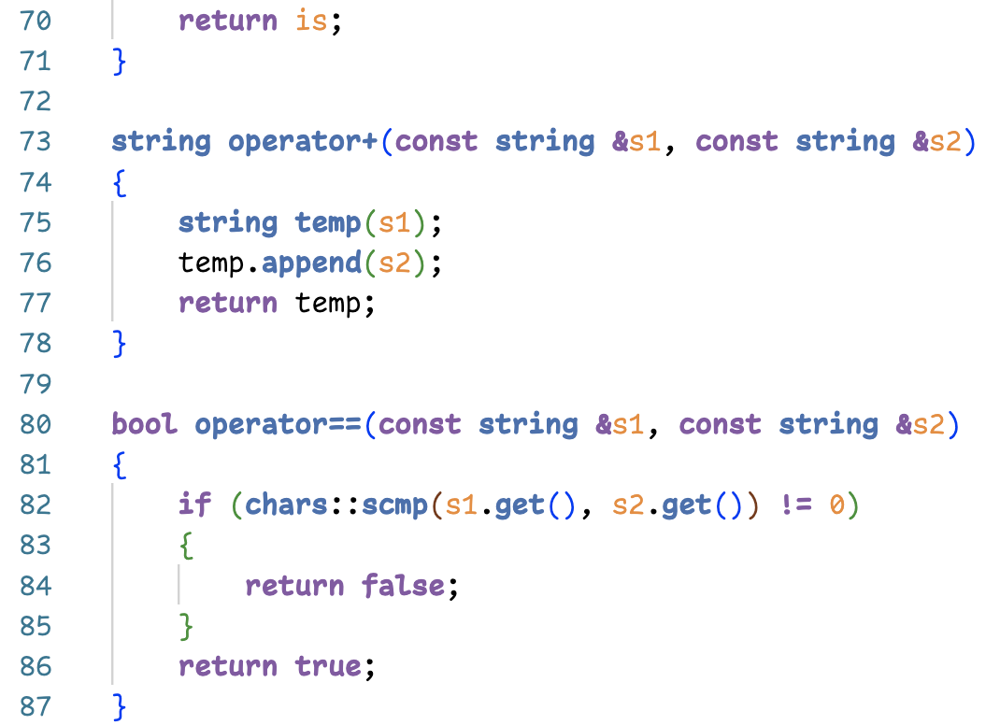 70 return is;
71 }
72
73 string operator+(const string &s1, const string &s2)
74 {
75 string temp(s1);
76 temp.append(s2);
77 return temp;
78 }
79
80 bool operator==(const string &s1, const string &s2)
81 {
82 if (chars::scmp(s1.get(), s2.get()) != 0)
83 {
84 return false;
85 }
86 return true;
87 }